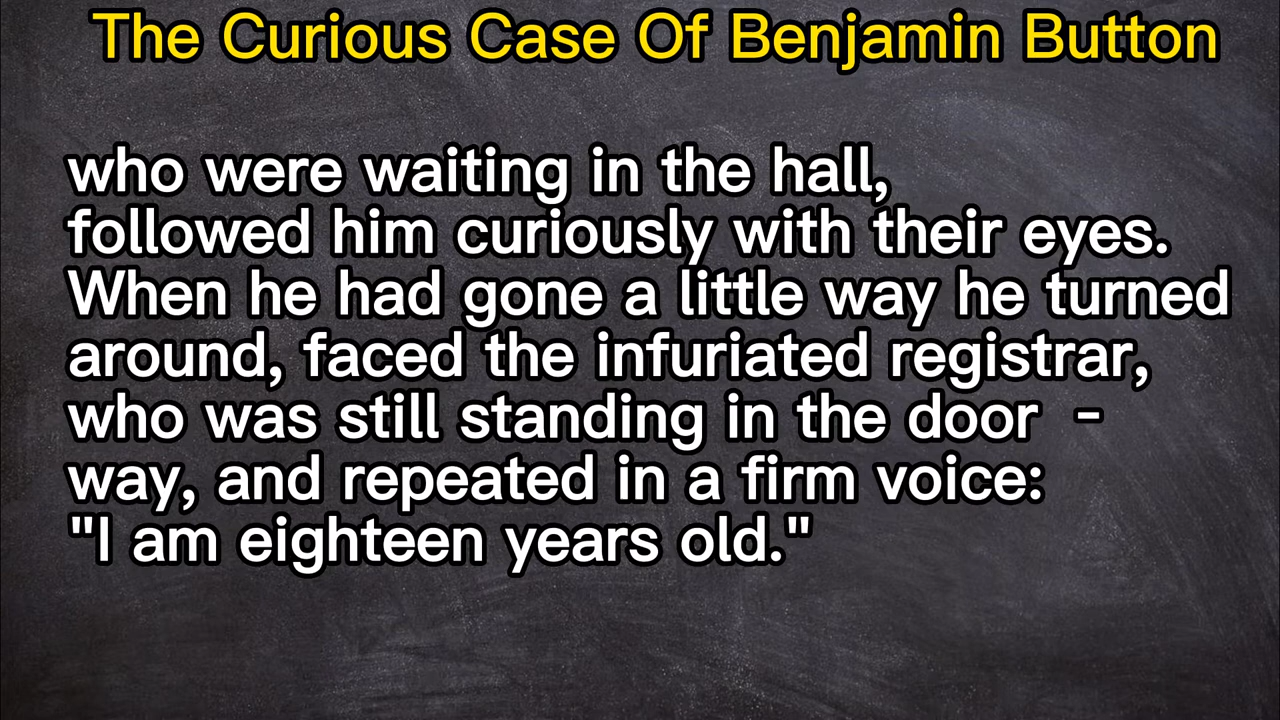 The Curious Case Of Benjamin Button
who were waiting in the hall,
followed him curiously with their eyes.
When he had gone a little way he turned
around, faced the infuriated registrar,
who was still standing in the door -
way, and repeated in a firm voice:
"I am eighteen years old."